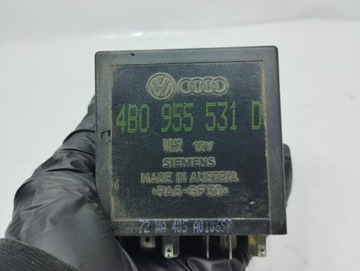 4B0 955 531 D
12V
SIEMENS
MADE IN AUSTRIA
>PA6-GF30<